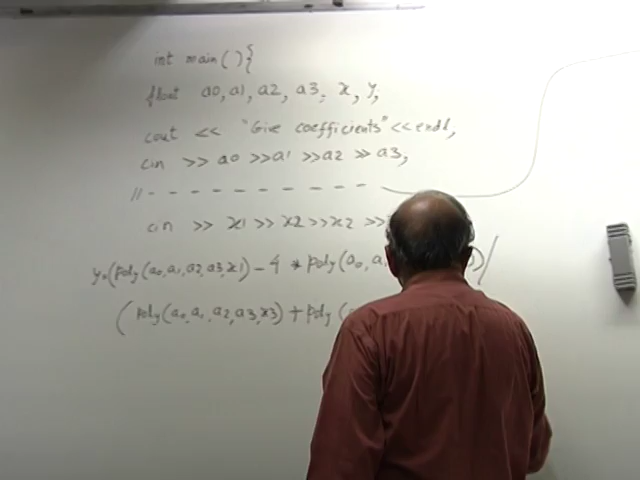 int main(){
float a0, a1, a2, a3, x, y;
cout << "Give coefficients" << endl;
cin >> a0 >>a1 >>a2 >> a3;
// - - - - - - - - - - -
cin >> x1 >> x2 >>x2 >>
y=(poly(a0,a1,a2,a3,x1) - 4 * poly(a0, a )/
(poly(a0,a1,a2,a3,x3) + poly(